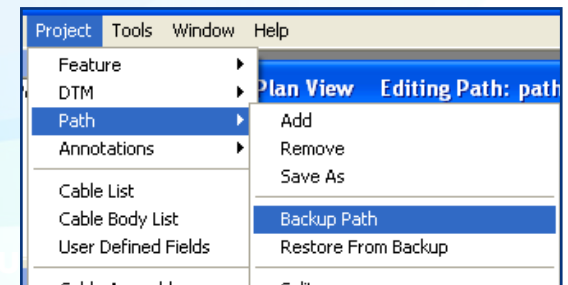 Project Tools Window Help
Feature
DTM
Path
Annotations
Cable List
Cable Body List
User Defined Fields
Plan View Editing Path: path
Add
Remove
Save As
Backup Path
Restore From Backup